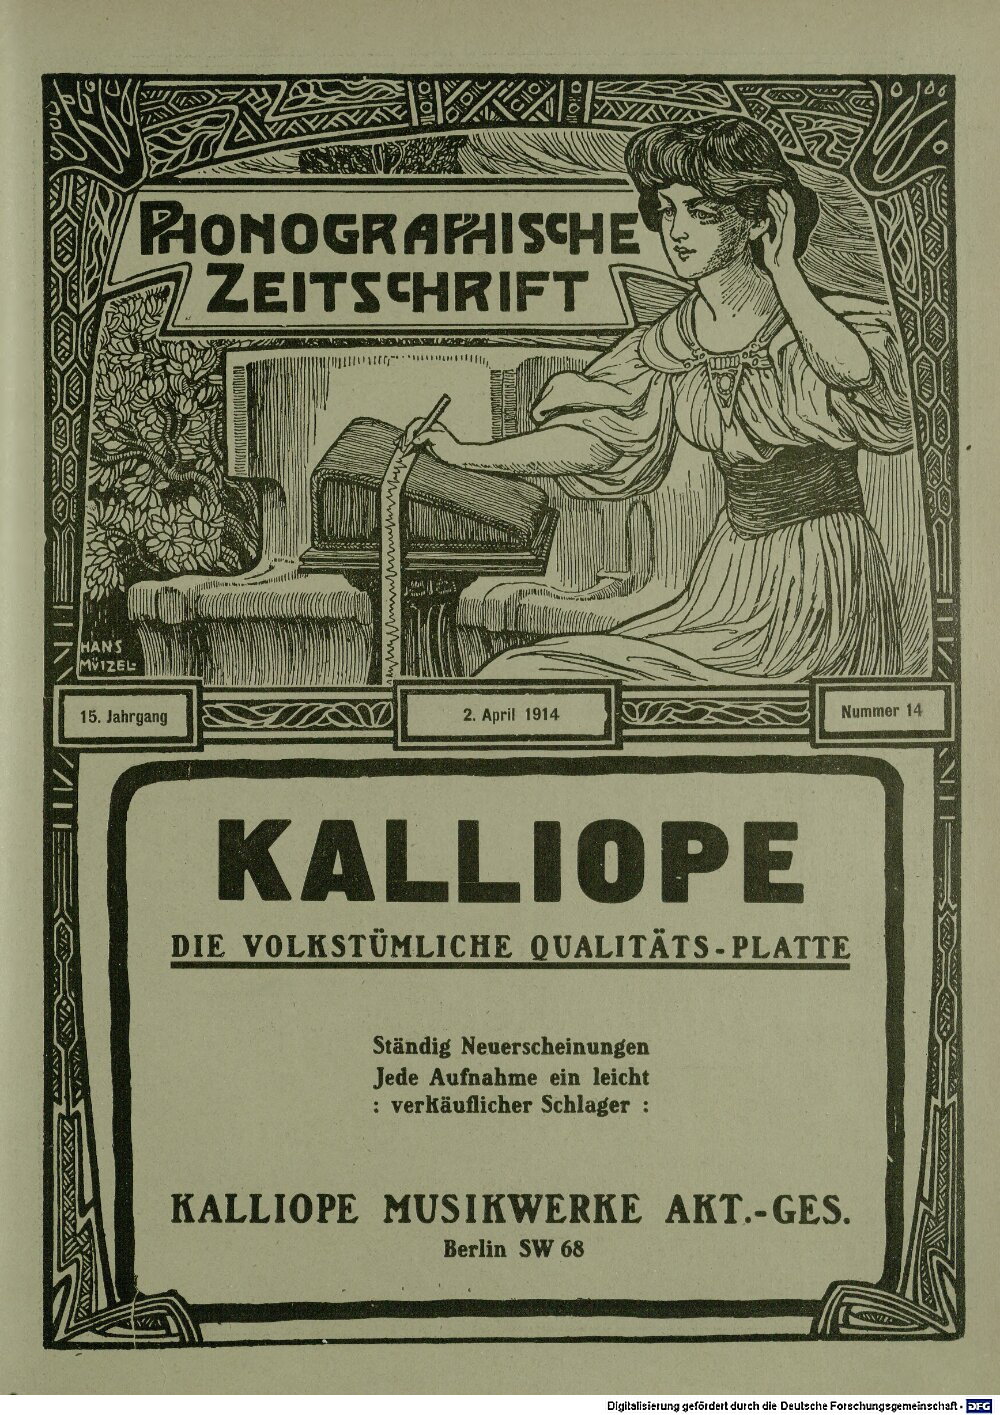 PHONOGRAPHISCHE
ZEITSCHRIFT
HANS
MÜTZEL
15. Jahrgang
2. April 1914
Nummer 14
KALLIOPE
DIE VOLKSTÜMLICHE QUALITÄTS-PLATTE
Ständig Neuerscheinungen
Jede Aufnahme ein leicht
: verkäuflicher Schlager :
KALLIOPE MUSIKWERKE AKT.-GES.
Berlin SW 68
Digitalisierung gefördert durch die Deutsche Forschungsgemeinschaft - DFG